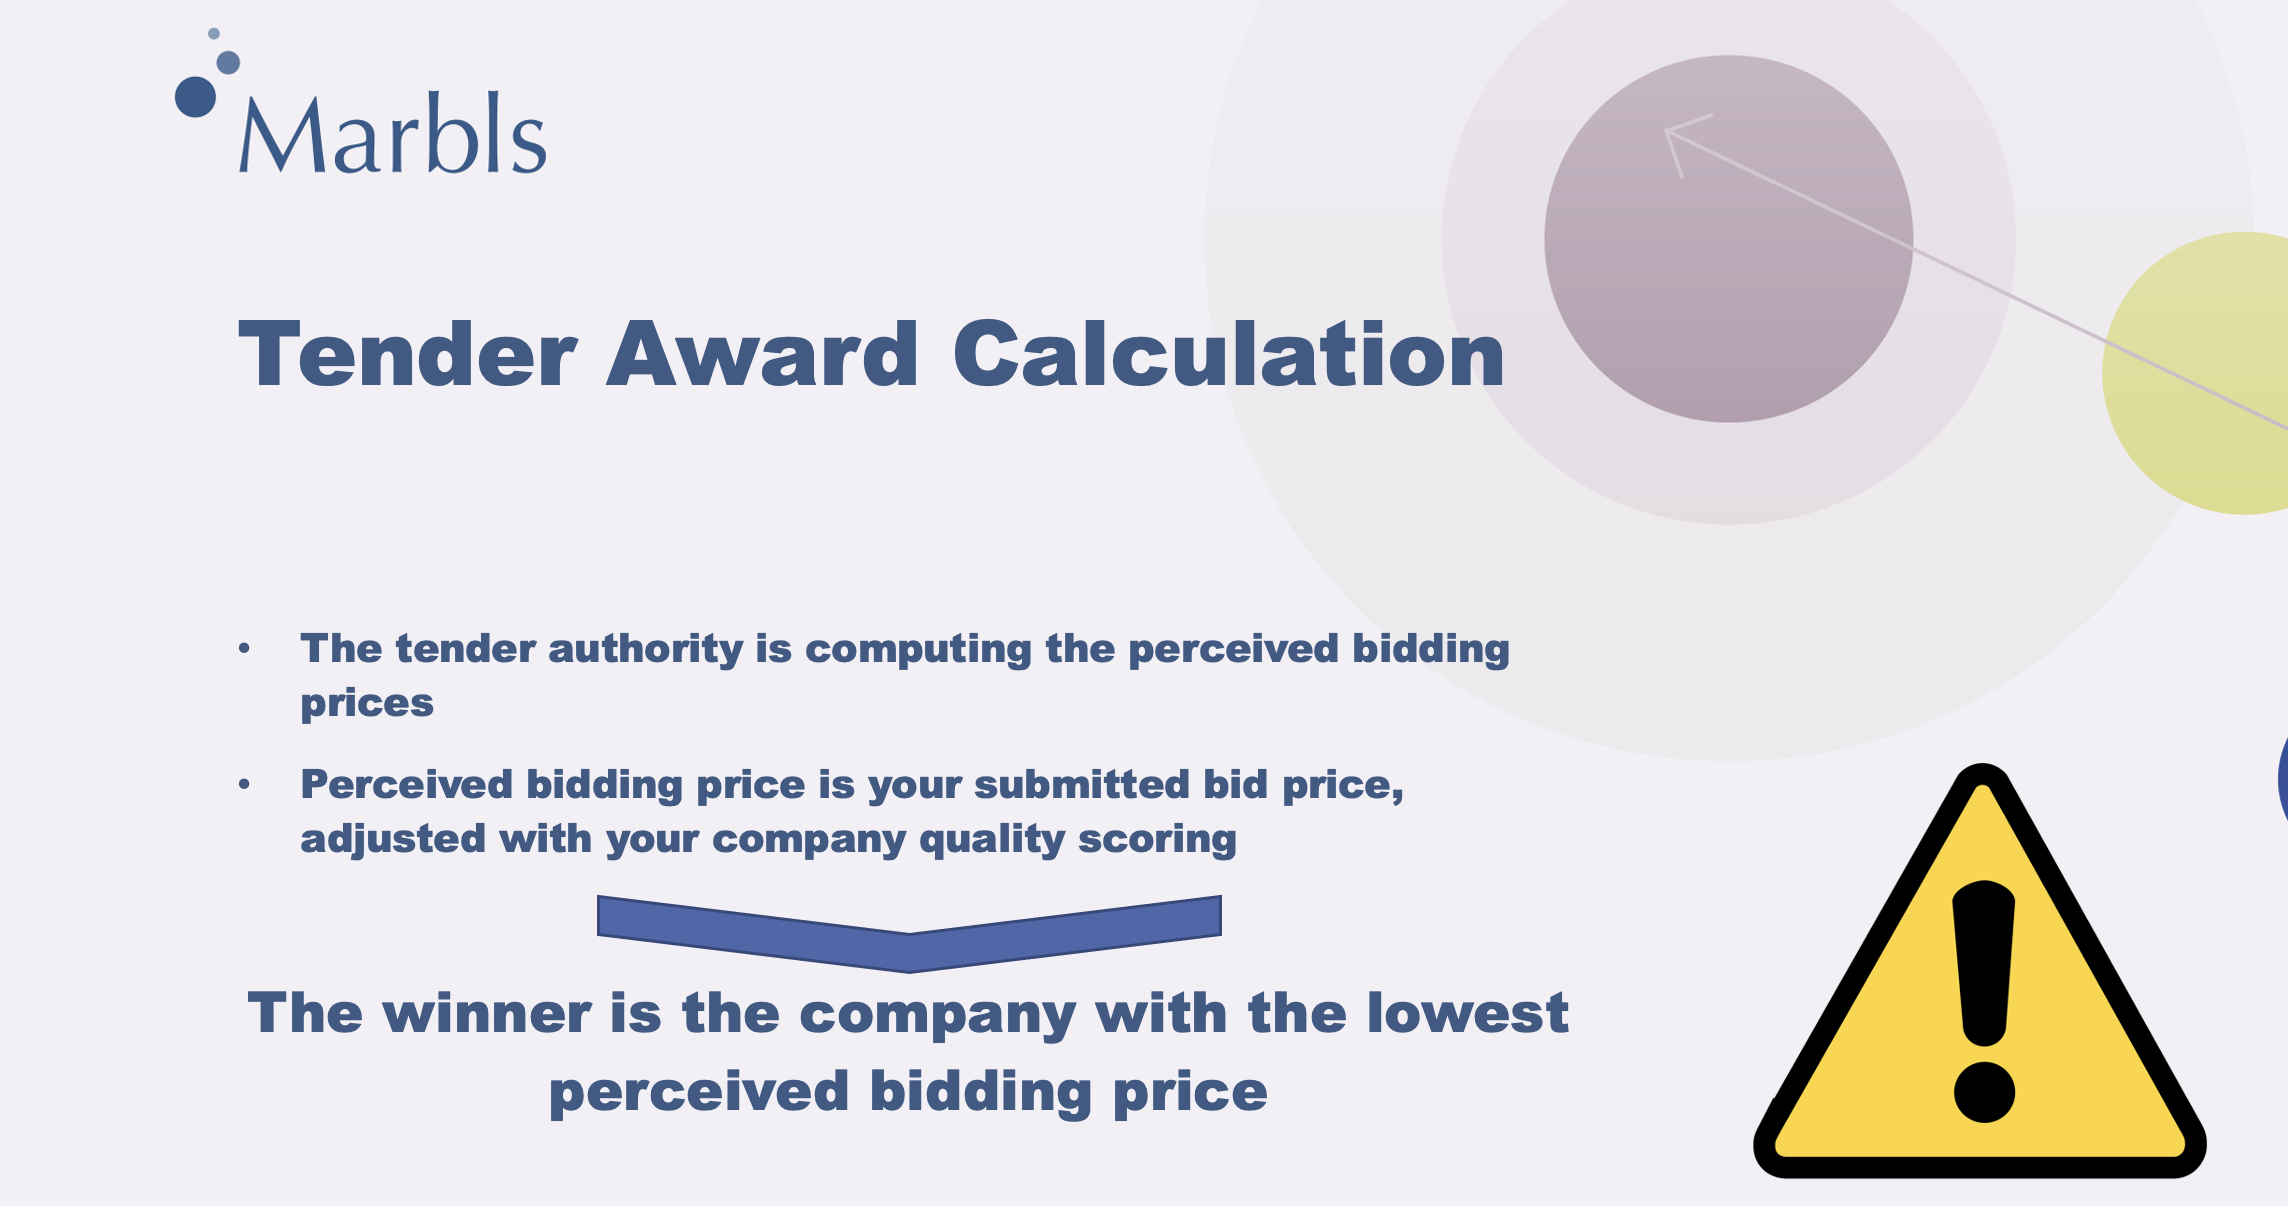 Marbls
Tender Award Calculation
• The tender authority is computing the perceived bidding
prices
• Perceived bidding price is your submitted bid price,
adjusted with your company quality scoring
The winner is the company with the lowest
perceived bidding price